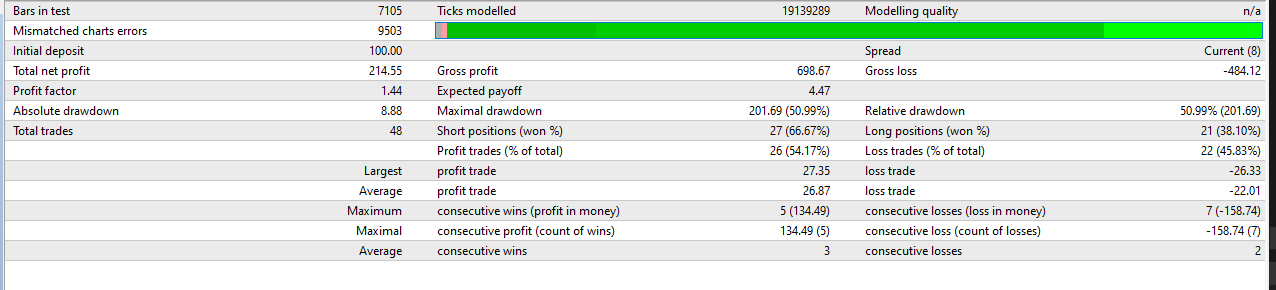 Bars in test 7105 Ticks modelled 19139289 Modelling quality n/a
Mismatched charts errors 9503
Initial deposit 100.00 Spread Current (8)
Total net profit 214.55 Gross profit 698.67 Gross loss -484.12
Profit factor 1.44 Expected payoff 4.47
Absolute drawdown 8.88 Maximal drawdown 201.69 (50.99%) Relative drawdown 50.99% (201.69)
Total trades 48 Short positions (won %) 27 (66.67%) Long positions (won %) 21 (38.10%)
Profit trades (% of total) 26 (54.17%) Loss trades (% of total) 22 (45.83%)
Largest profit trade 27.35 loss trade -26.33
Average profit trade 26.87 loss trade -22.01
Maximum consecutive wins (profit in money) 5 (134.49) consecutive losses (loss in money) 7 (-158.74)
Maximal consecutive profit (count of wins) 134.49 (5) consecutive loss (count of losses) -158.74 (7)
Average consecutive wins 3 consecutive losses 2